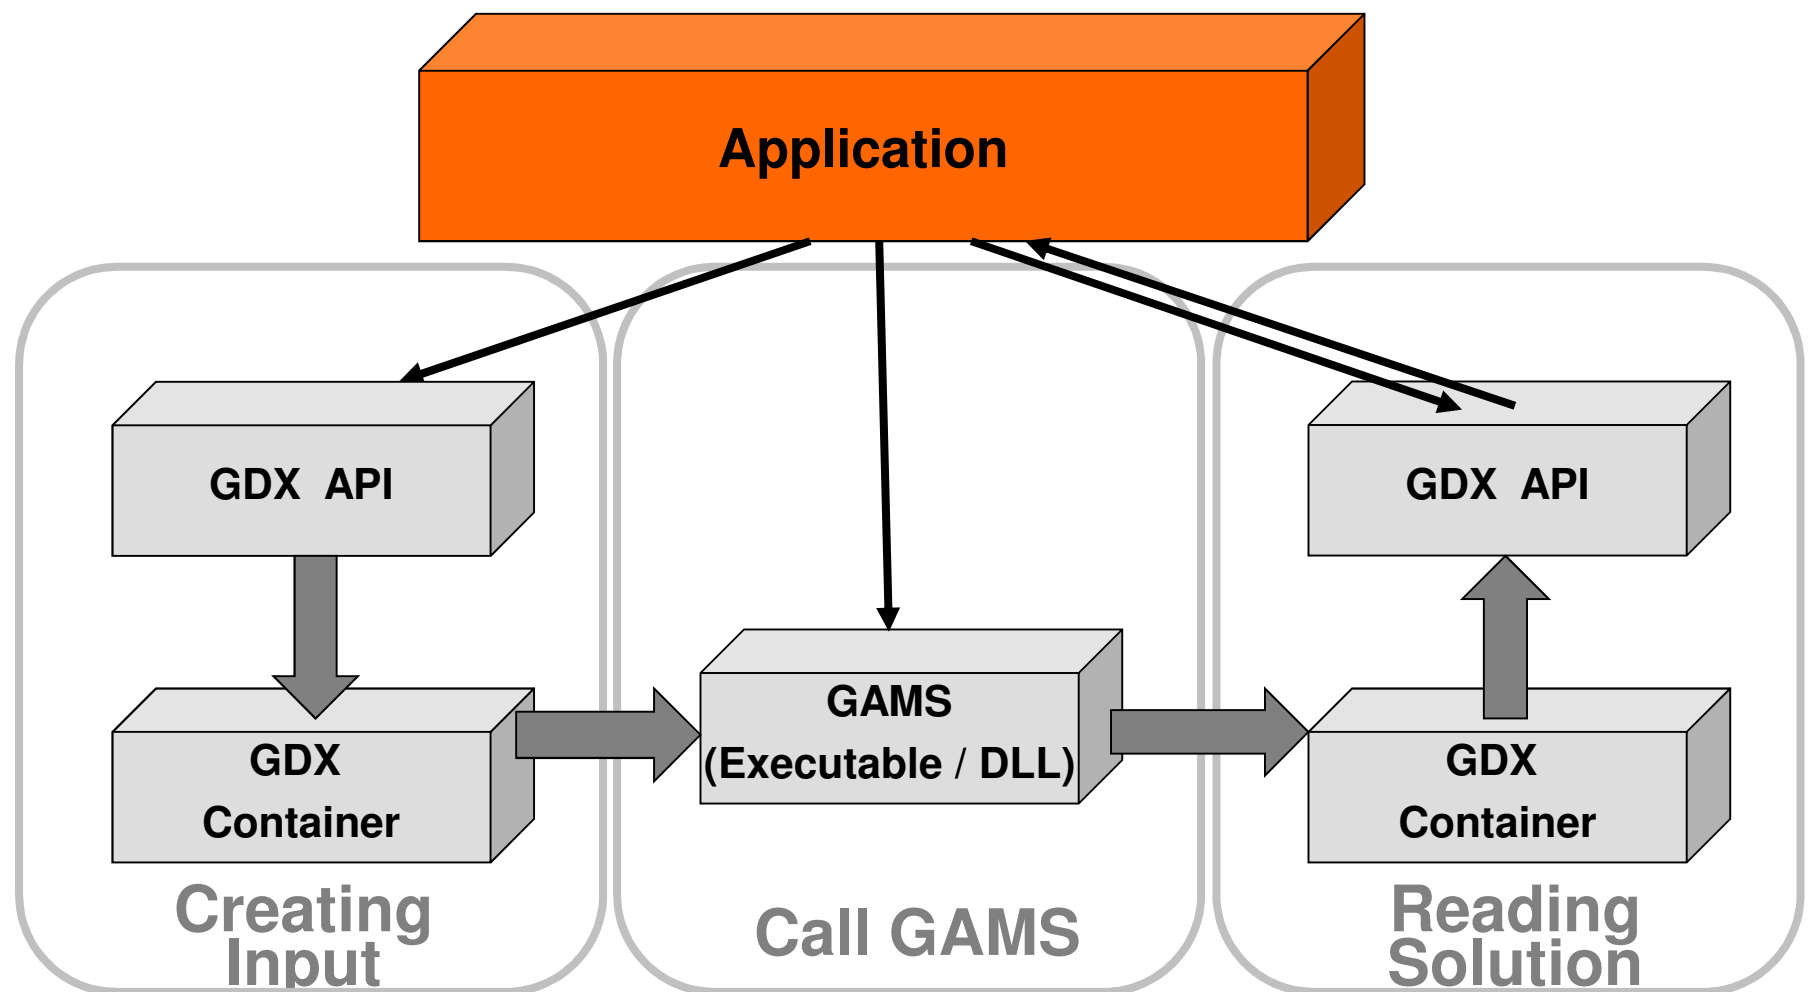 Application
GDX API
GDX API
GAMS
(Executable / DLL)
GDX
Container
GDX
Container
Creating
Input
Call GAMS
Reading
Solution